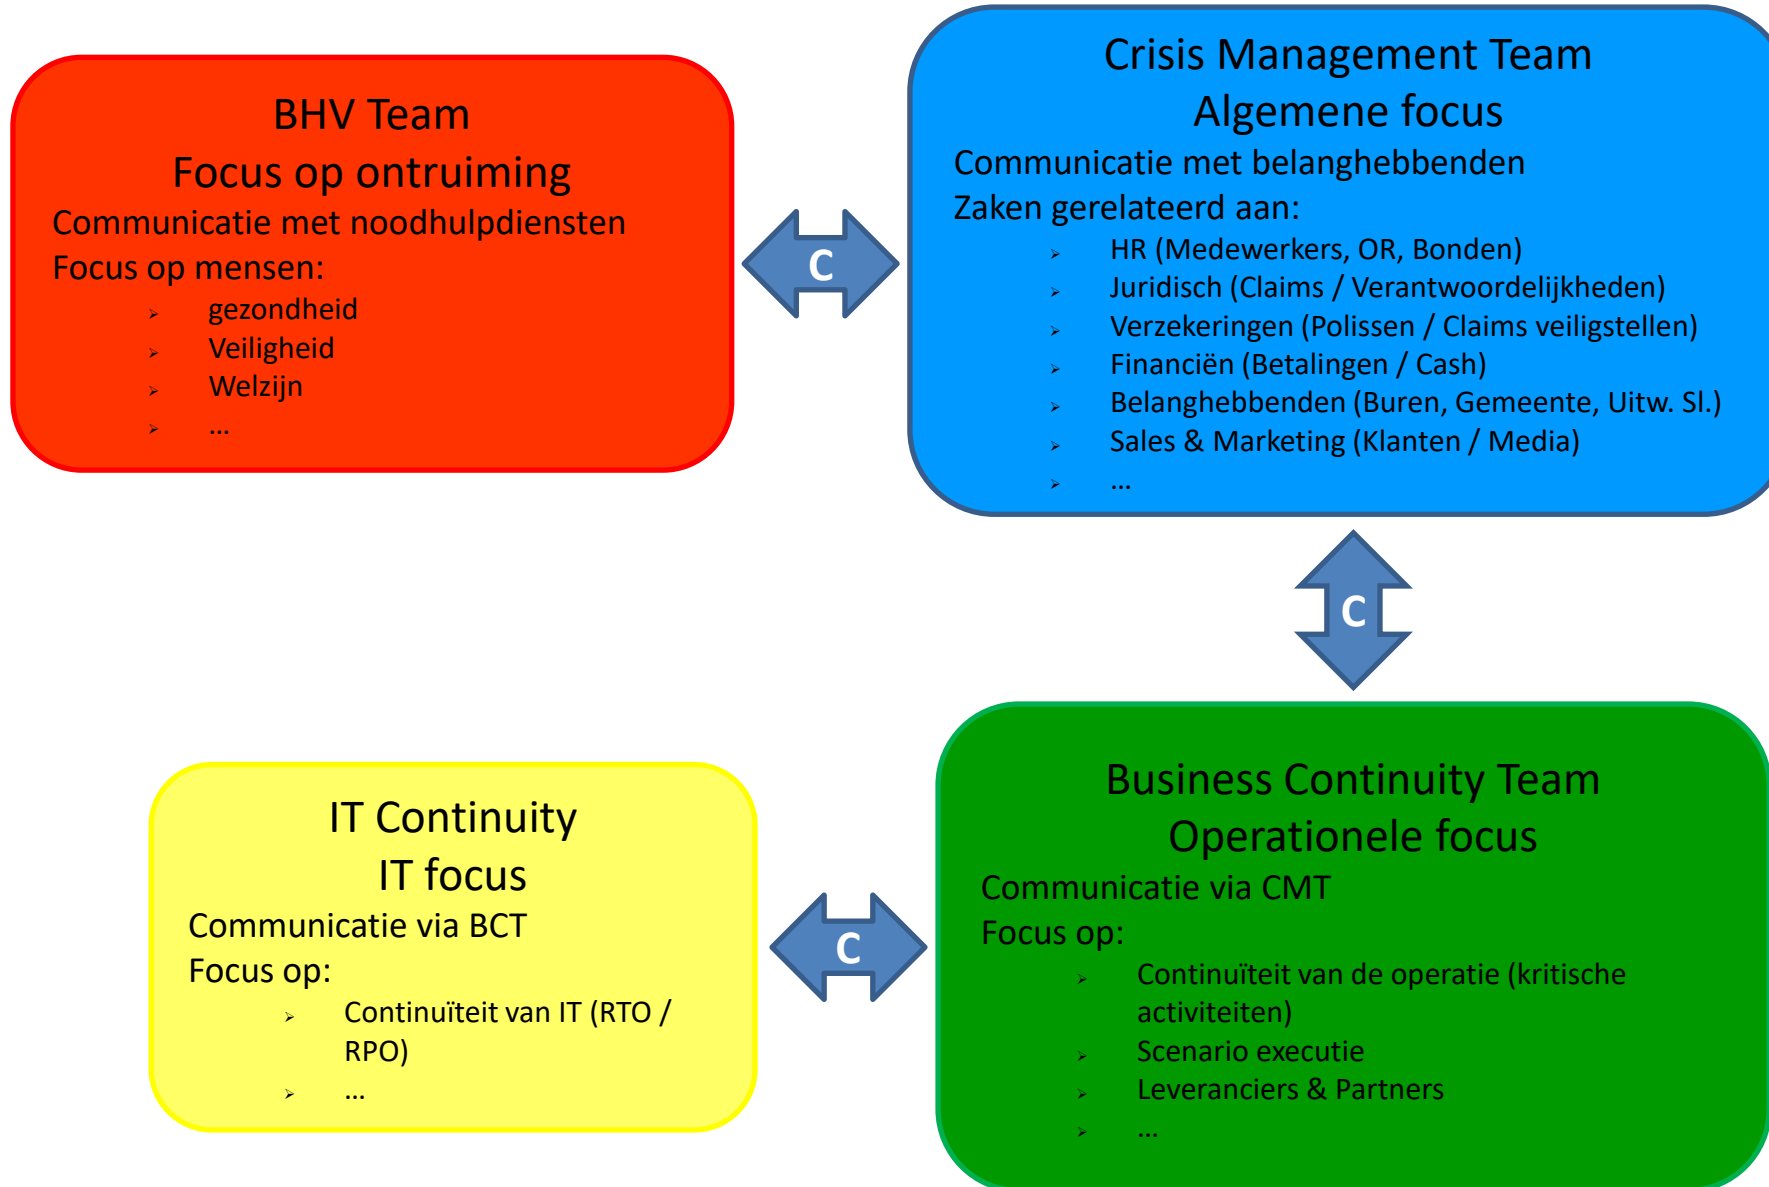 BHV Team
Focus op ontruiming
Communicatie met noodhulpdiensten
Focus op mensen:
➢ gezondheid
➢ Veiligheid
➢ Welzijn
➢ ...
C
Crisis Management Team
Algemene focus
Communicatie met belanghebbenden
Zaken gerelateerd aan:
➢ HR (Medewerkers, OR, Bonden)
➢ Juridisch (Claims / Verantwoordelijkheden)
➢ Verzekeringen (Polissen / Claims veiligstellen)
➢ Financiën (Betalingen / Cash)
➢ Belanghebbenden (Buren, Gemeente, Uitw. Sl.)
➢ Sales & Marketing (Klanten / Media)
➢ ...
C
IT Continuity
IT focus
Communicatie via BCT
Focus op:
➢ Continuïteit van IT (RTO /
RPO)
➢ ...
C
Business Continuity Team
Operationele focus
Communicatie via CMT
Focus op:
➢ Continuïteit van de operatie (kritische
activiteiten)
➢ Scenario executie
➢ Leveranciers & Partners
➢ ...